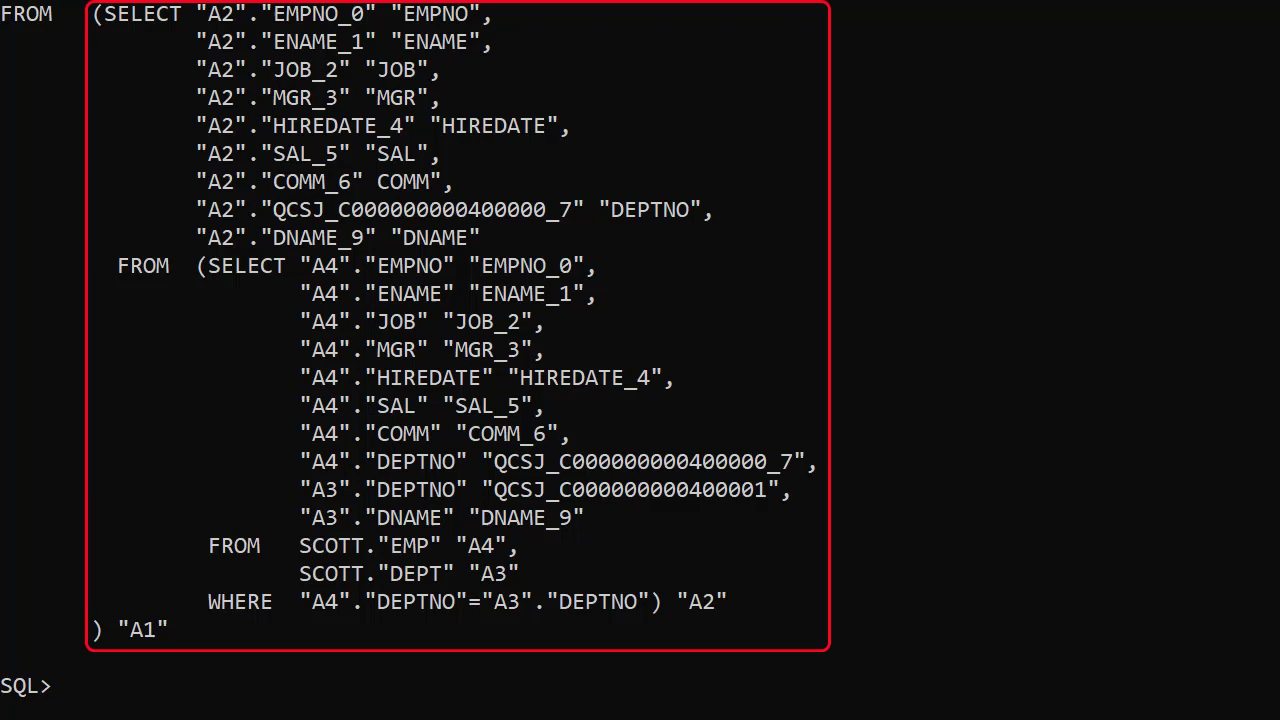 FROM   (SELECT "A2"."EMPNO_0" "EMPNO",
               "A2"."ENAME_1" "ENAME",
               "A2"."JOB_2" "JOB",
               "A2"."MGR_3" "MGR",
               "A2"."HIREDATE_4" "HIREDATE",
               "A2"."SAL_5" "SAL",
               "A2"."COMM_6" COMM",
               "A2"."QCSJ_C000000000400000_7" "DEPTNO",
               "A2"."DNAME_9" "DNAME"
         FROM  (SELECT "A4"."EMPNO" "EMPNO_0",
                       "A4"."ENAME" "ENAME_1",
                       "A4"."JOB" "JOB_2",
                       "A4"."MGR" "MGR_3",
                       "A4"."HIREDATE" "HIREDATE_4",
                       "A4"."SAL" "SAL_5",
                       "A4"."COMM" "COMM_6",
                       "A4"."DEPTNO" "QCSJ_C000000000400000_7",
                       "A3"."DEPTNO" "QCSJ_C000000000400001",
                       "A3"."DNAME" "DNAME_9"
                FROM   SCOTT."EMP" "A4",
                       SCOTT."DEPT" "A3"
                WHERE  "A4"."DEPTNO"="A3"."DEPTNO") "A2"
       ) "A1"
SQL>